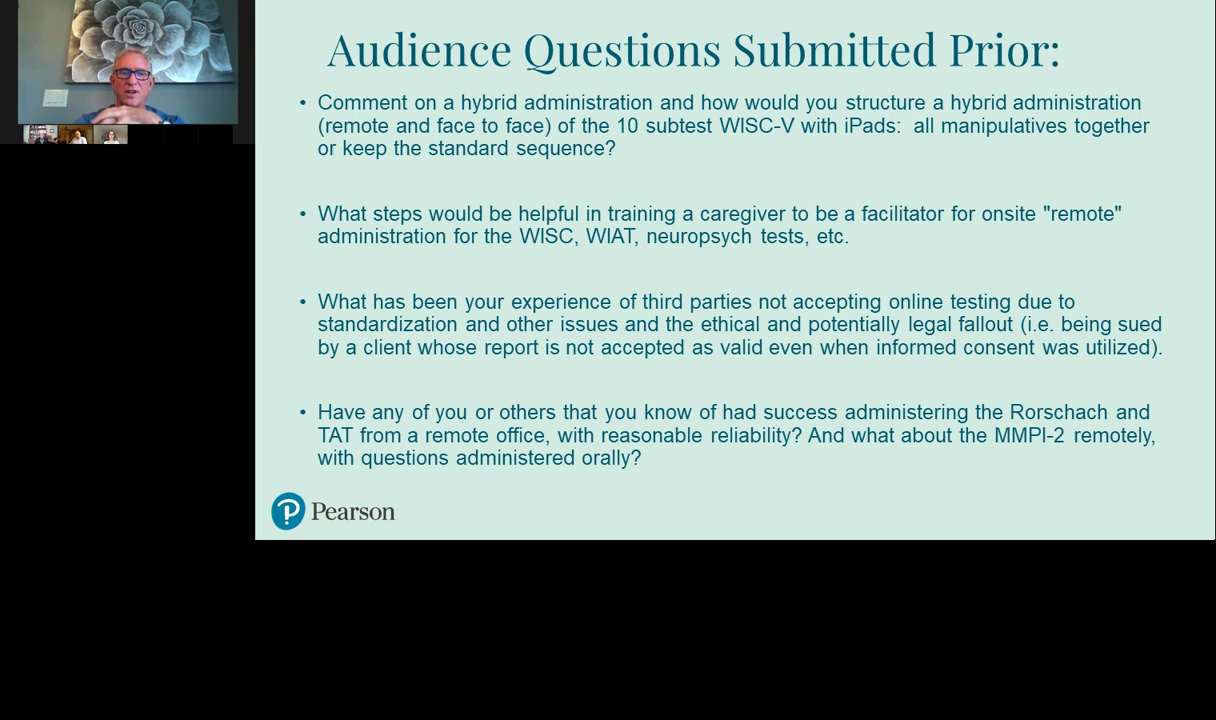 Audience Questions Submitted Prior:
• Comment on a hybrid administration and how would you structure a hybrid administration
(remote and face to face) of the 10 subtest WISC-V with iPads:  all manipulatives together
or keep the standard sequence?
• What steps would be helpful in training a caregiver to be a facilitator for onsite "remote"
administration for the WISC, WIAT, neuropsych tests, etc.
• What has been your experience of third parties not accepting online testing due to
standardization and other issues and the ethical and potentially legal fallout (i.e. being sued
by a client whose report is not accepted as valid even when informed consent was utilized).
• Have any of you or others that you know of had success administering the Rorschach and
TAT from a remote office, with reasonable reliability? And what about the MMPI-2 remotely,
with questions administered orally?
Pearson